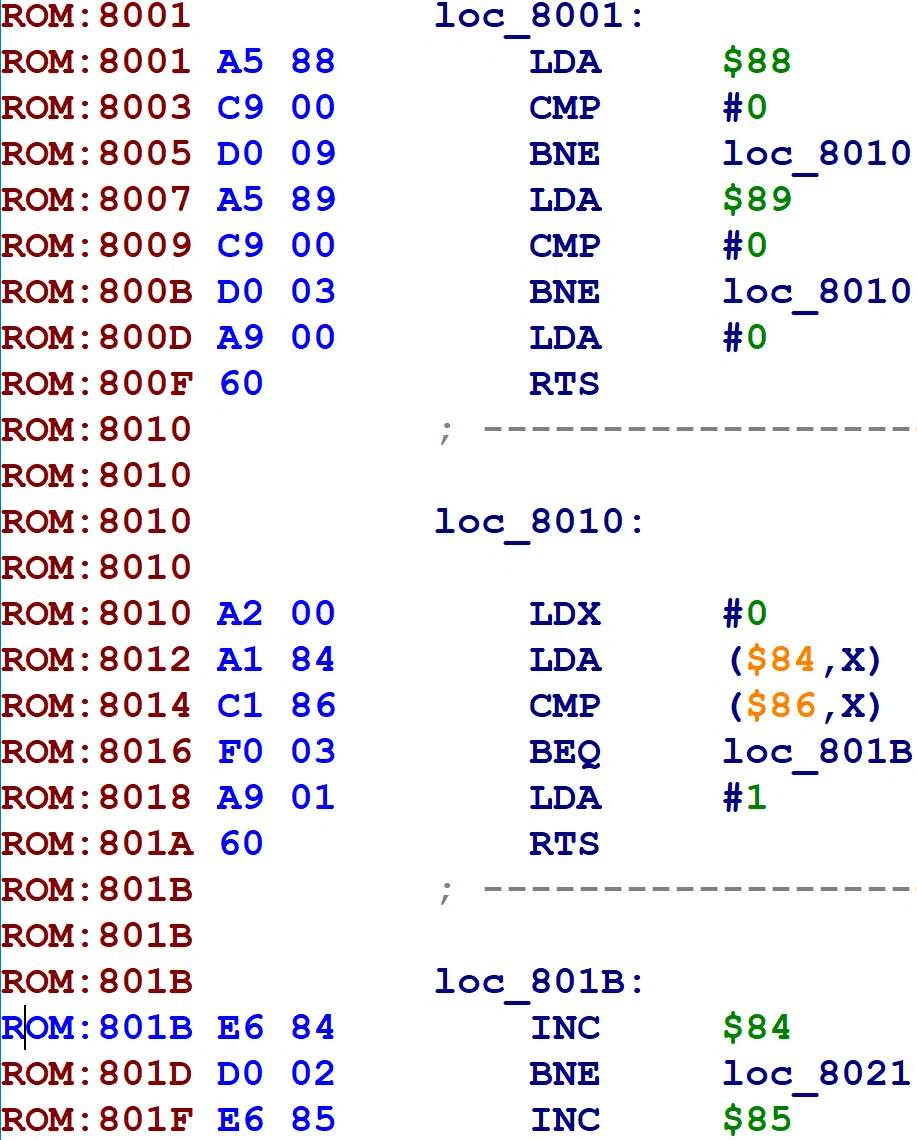 ROM:8001 loc_8001:
ROM:8001 A5 88 LDA $88
ROM:8003 C9 00 CMP #0
ROM:8005 D0 09 BNE loc_8010
ROM:8007 A5 89 LDA $89
ROM:8009 C9 00 CMP #0
ROM:800B D0 03 BNE loc_8010
ROM:800D A9 00 LDA #0
ROM:800F 60 RTS
ROM:8010 ; ------------------
ROM:8010
ROM:8010 loc_8010:
ROM:8010
ROM:8010 A2 00 LDX #0
ROM:8012 A1 84 LDA ($84,X)
ROM:8014 C1 86 CMP ($86,X)
ROM:8016 F0 03 BEQ loc_801B
ROM:8018 A9 01 LDA #1
ROM:801A 60 RTS
ROM:801B ; ------------------
ROM:801B
ROM:801B loc_801B:
ROM:801B E6 84 INC $84
ROM:801D D0 02 BNE loc_8021
ROM:801F E6 85 INC $85